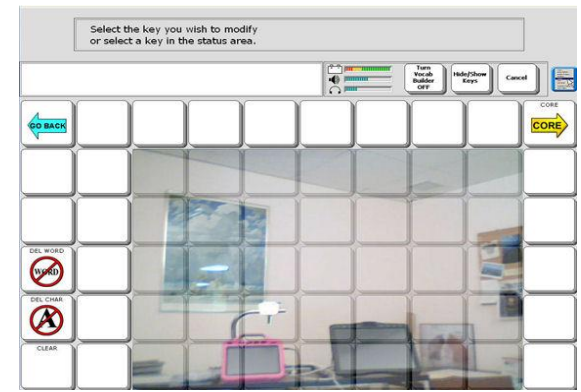 Select the key you wish to modify
or select a key in the status area.
Turn
Vocab
Builder
OFF
Hide/Show
Keys
Cancel
GO BACK
CORE
CORE
DEL WORD
WORD
DEL CHAR
A
CLEAR